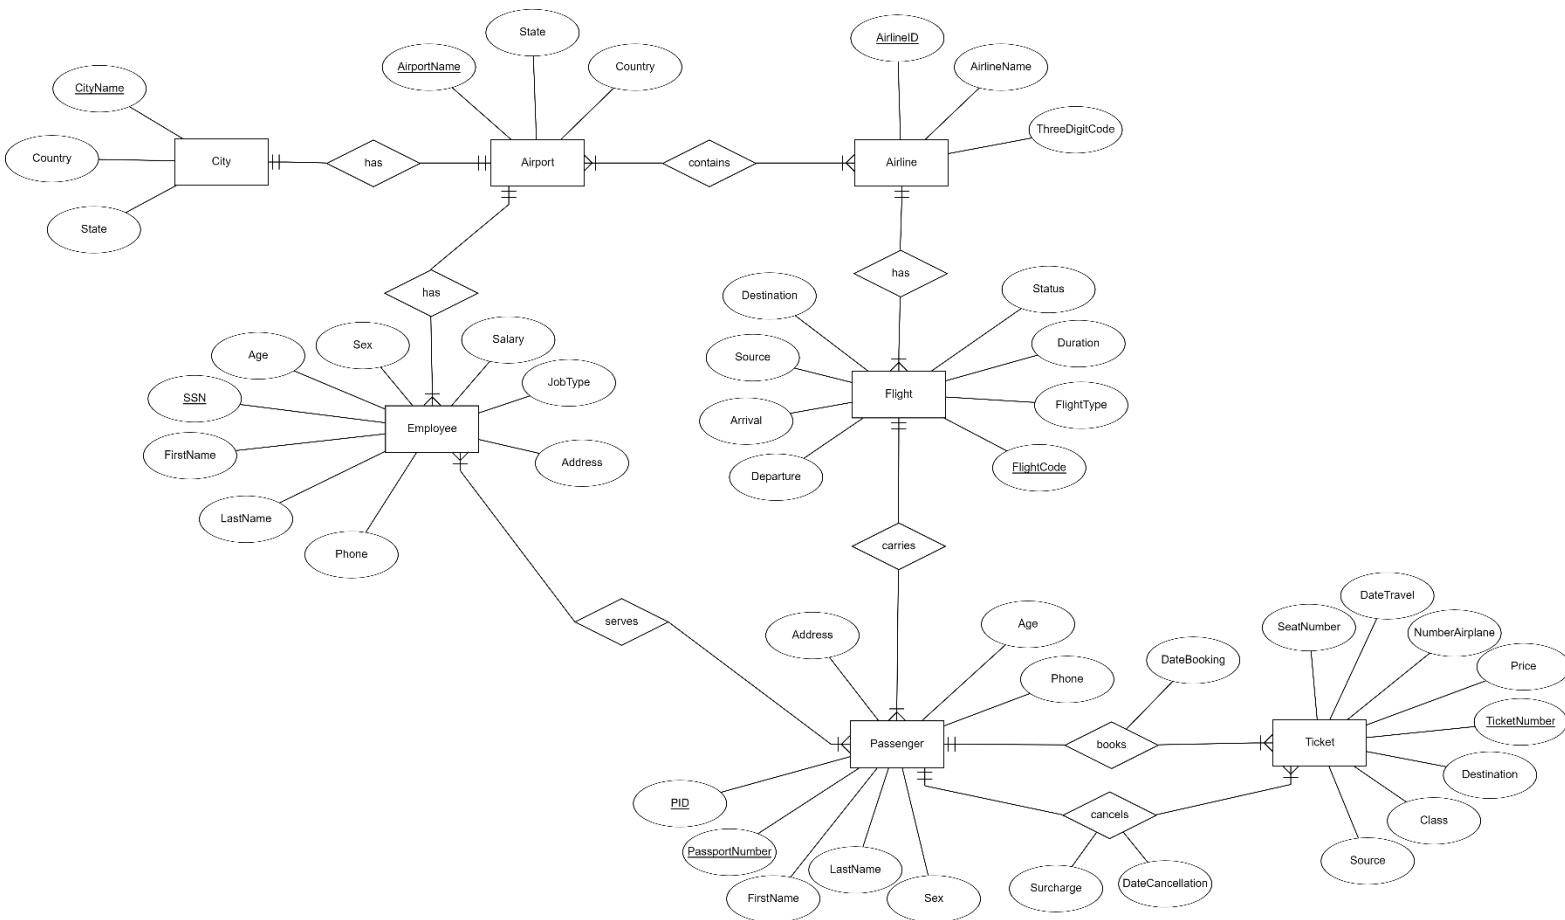 State
AirlineID
AirportName
Country
AirlineName
CityName
ThreeDigitCode
Country
City
has
Airport
contains
Airline
State
has
has
Destination
Status
Sex
Salary
Age
Source
Duration
JobType
SSN
Employee
Flight
FlightType
Arrival
FirstName
Address
Departure
FlightCode
LastName
Phone
carries
serves
Address
Age
DateTravel
SeatNumber
NumberAirplane
DateBooking
Price
Phone
TicketNumber
Passenger
books
Ticket
Destination
PID
cancels
Class
PassportNumber
LastName
Source
FirstName
Sex
Surcharge
DateCancellation